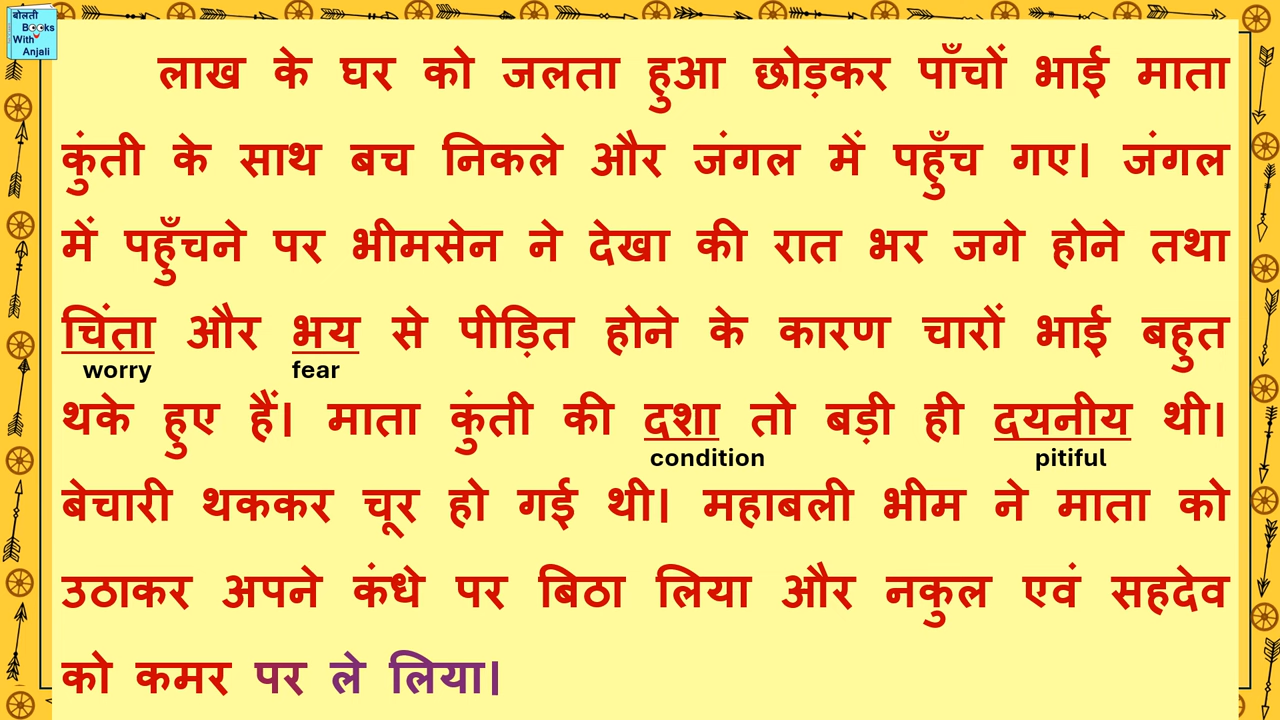 बोलती
Books
With
Anjali
लाख के घर को जलता हुआ छोड़कर पाँचों भाई माता
कुंती के साथ बच निकले और जंगल में पहुँच गए। जंगल
में पहुँचने पर भीमसेन ने देखा की रात भर जगे होने तथा
चिंता और भय से पीड़ित होने के कारण चारों भाई बहुत
worry fear
थके हुए हैं। माता कुंती की दशा तो बड़ी ही दयनीय थी।
condition pitiful
बेचारी थककर चूर हो गई थी। महाबली भीम ने माता को
उठाकर अपने कंधे पर बिठा लिया और नकुल एवं सहदेव
को कमर पर ले लिया।